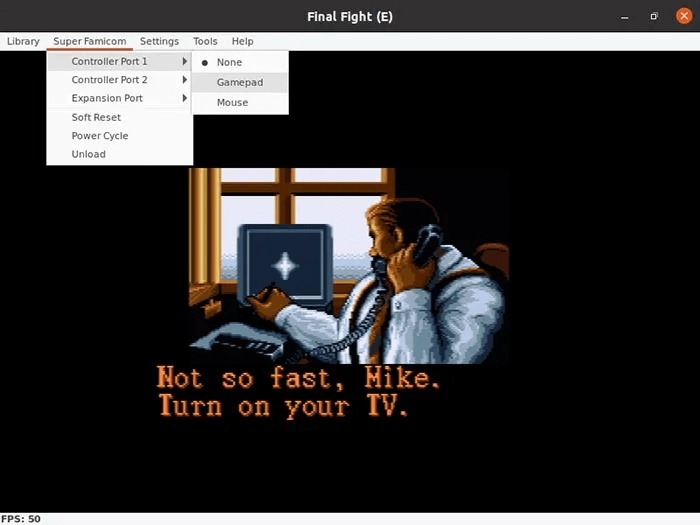 Final Fight (E)
Library Super Famicom Settings Tools Help
Controller Port 1
Controller Port 2
Expansion Port
Soft Reset
Power Cycle
Unload
None
Gamepad
Mouse
Not so fast, Mike.
Turn on your TV.
FPS: 50